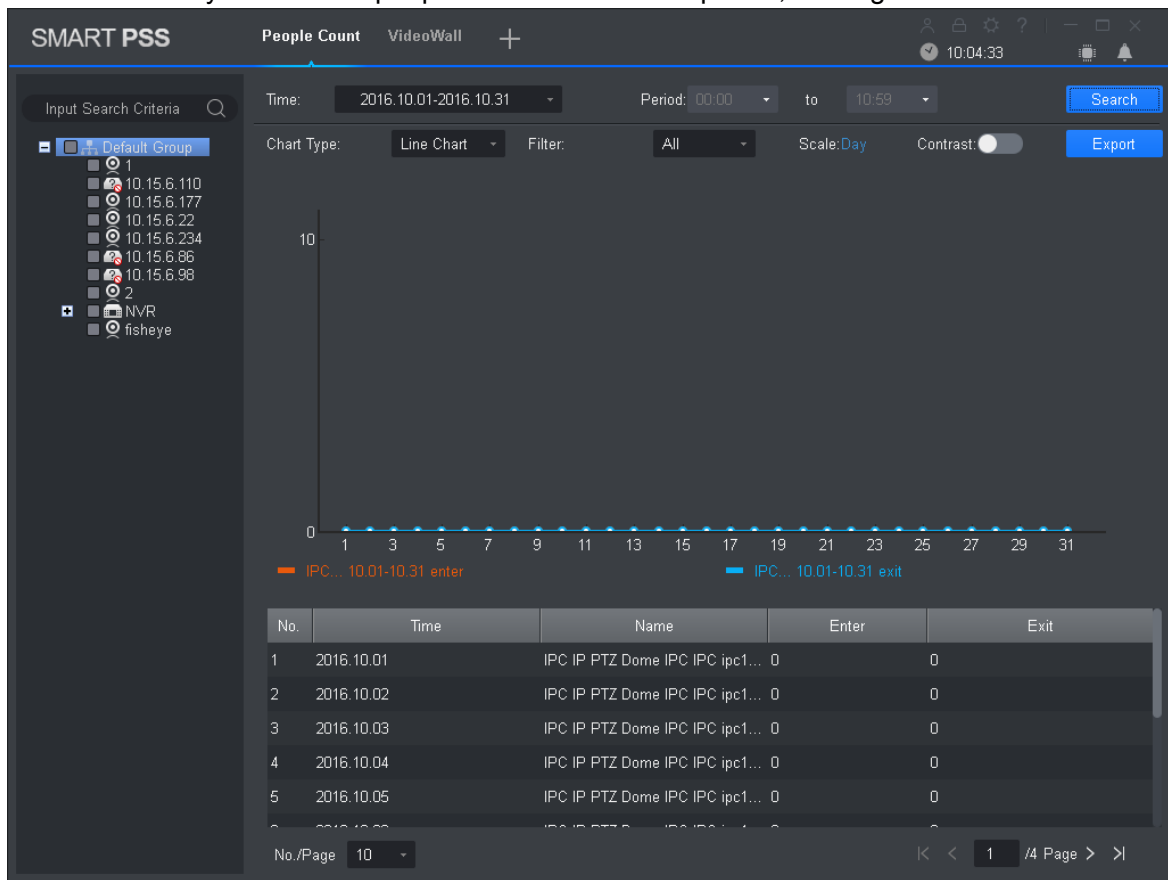 SMART PSS
People Count VideoWall
10:04:33
Input Search Criteria
Default Group
1
10.15.6.110
10.15.6.177
10.15.6.22
10.15.6.234
10.15.6.86
10.15.6.98
2
NVR
fisheye
Time: 2016.10.01-2016.10.31 Period: 00:00 to 10:59 Search
Chart Type: Line Chart Filter: All Scale:Day Contrast: Export
10
0
1 3 5 7 9 11 13 15 17 19 21 23 25 27 29 31
IPC... 10.01-10.31 enter IPC... 10.01-10.31 exit
No. Time Name Enter Exit
1 2016.10.01 IPC IP PTZ Dome IPC IPC ipc1... 0 0
2 2016.10.02 IPC IP PTZ Dome IPC IPC ipc1... 0 0
3 2016.10.03 IPC IP PTZ Dome IPC IPC ipc1... 0 0
4 2016.10.04 IPC IP PTZ Dome IPC IPC ipc1... 0 0
5 2016.10.05 IPC IP PTZ Dome IPC IPC ipc1... 0 0
No./Page 10 1 /4 Page